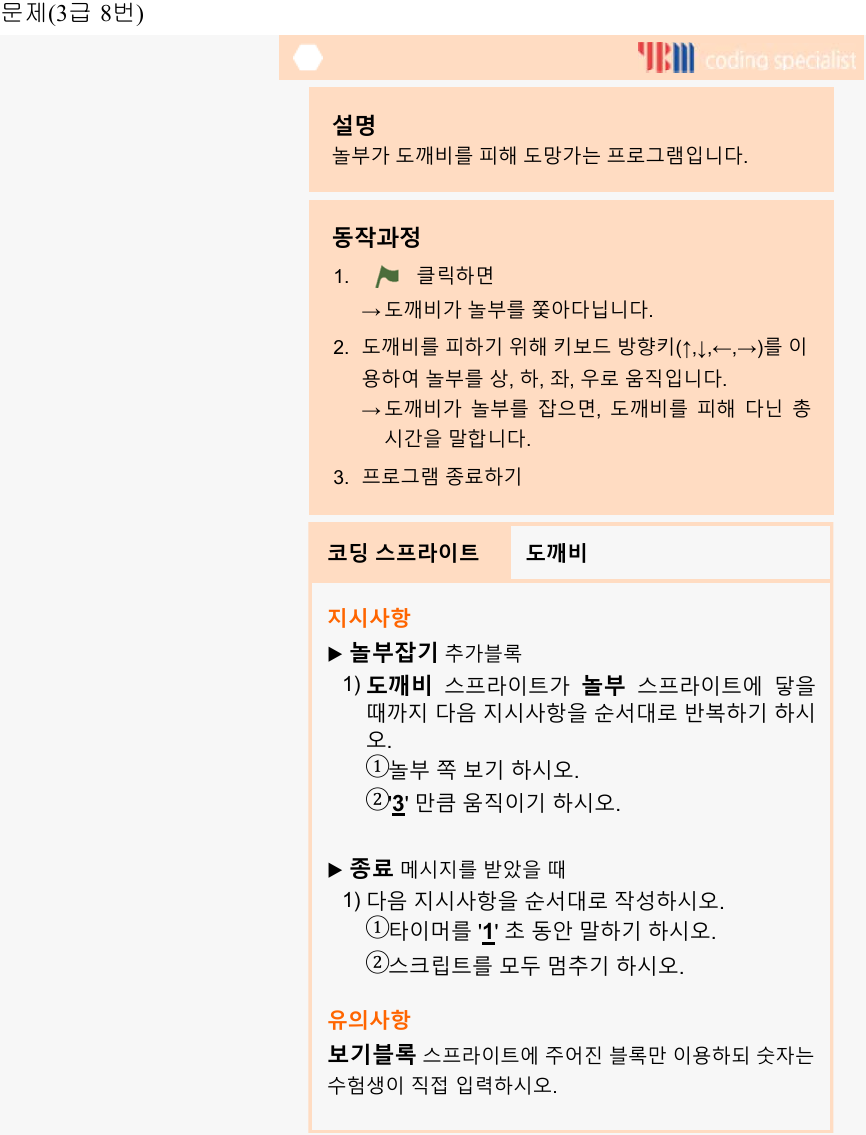 문제(3급 8번)
YBM coding specialist
설명
놀부가 도깨비를 피해 도망가는 프로그램입니다.
동작과정
1. 클릭하면
→ 도깨비가 놀부를 쫓아다닙니다.
2. 도깨비를 피하기 위해 키보드 방향키(↑,↓,←,→)를 이
용하여 놀부를 상, 하, 좌, 우로 움직입니다.
→ 도깨비가 놀부를 잡으면, 도깨비를 피해 다닌 총
시간을 말합니다.
3. 프로그램 종료하기
코딩 스프라이트 도깨비
지시사항
▶ 놀부잡기 추가블록
1) 도깨비 스프라이트가 놀부 스프라이트에 닿을
때까지 다음 지시사항을 순서대로 반복하기 하시
오.
①놀부 쪽 보기 하시오.
②'3' 만큼 움직이기 하시오.
▶ 종료 메시지를 받았을 때
1) 다음 지시사항을 순서대로 작성하시오.
①타이머를 '1' 초 동안 말하기 하시오.
②스크립트를 모두 멈추기 하시오.
유의사항
보기블록 스프라이트에 주어진 블록만 이용하되 숫자는
수험생이 직접 입력하시오.